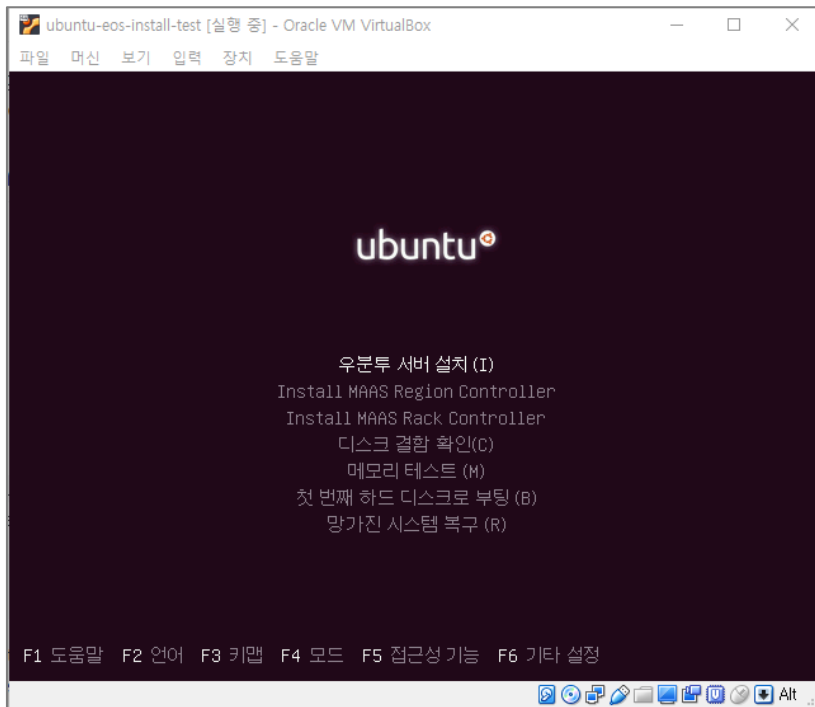 ubuntu-eos-install-test [실행 중] - Oracle VM VirtualBox
파일 머신 보기 입력 장치 도움말
ubuntu
우분투 서버 설치 (I)
Install MAAS Region Controller
Install MAAS Rack Controller
디스크 결함 확인(C)
메모리 테스트 (M)
첫 번째 하드 디스크로 부팅 (B)
망가진 시스템 복구 (R)
F1 도움말 F2 언어 F3 키맵 F4 모드 F5 접근성 기능 F6 기타 설정
Alt